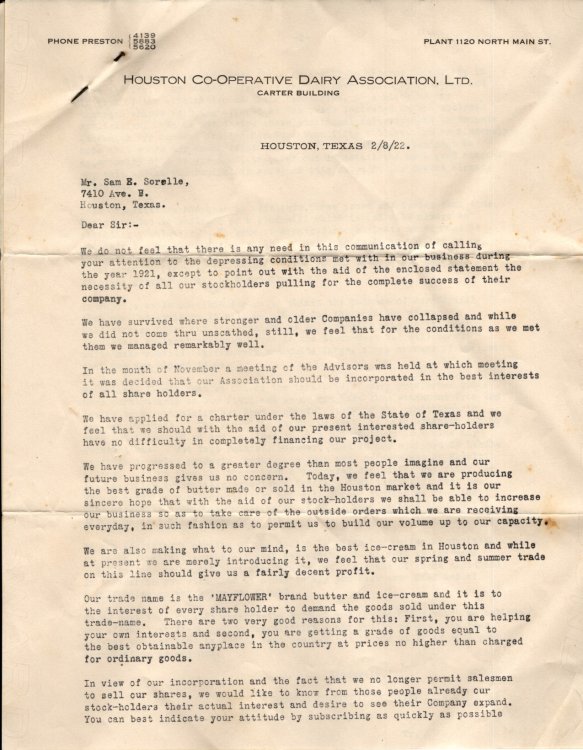 PHONE PRESTON 4139 5883 5620
PLANT 1120 NORTH MAIN ST.
HOUSTON CO-OPERATIVE DAIRY ASSOCIATION, LTD.
CARTER BUILDING
HOUSTON, TEXAS 2/8/22.
Mr. Sam E. Sorelle,
7410 Ave.
Houston, Texas.
Dear Sir:-
We do not feel that there is any need in this communication of calling
your attention to the depressing conditions met with in our business during
the year 1921, except to point out with the aid of the enclosed statement the
necessity of all our stockholders pulling for the complete success of their
company.
We have survived where stronger and older Companies have collapsed and while
we did not come thru unscathed, still, we feel that for the conditions as we met
them we managed remarkably well.
In the month of November a meeting of the Advisors was held at which meeting
it was decided that our Association should be incorporated in the best interests
of all share holders.
We have applied for a charter under the laws of the State of Texas and we
feel that we should with the aid of our present interested share-holders
have no difficulty in completely financing our project.
We have progressed to a greater degree than most people imagine and our
future business gives us no concern. Today, we feel that we are producing
the best grade of butter made or sold in the Houston market and it is our
sincere hope that with the aid of our stock-holders we shall be able to increase
our business so as to take care of the outside orders which we are receiving
everyday, in such fashion as to permit us to build our volume up to our capacity.
We are also making what to our mind, is the best ice-cream in Houston and while
at present we are merely introducing it, we feel that our spring and summer trade
on this line should give us a fairly decent profit.
Our trade name is the 'MAYFLOWER' brand butter and ice-cream and it is to
the interest of every share holder to demand the goods sold under this
trade-name. There are two very good reasons for this: First, you are helping
your own interests and second, you are getting a grade of goods equal to
the best obtainable anyplace in the country at prices no higher than charged
for ordinary goods.
In view of our incorporation and the fact that we no longer permit salesmen
to sell our shares, we would like to know from those people already our
stock-holders their actual interest and desire to see their Company expand.
You can best indicate your attitude by subscribing as quickly as possible